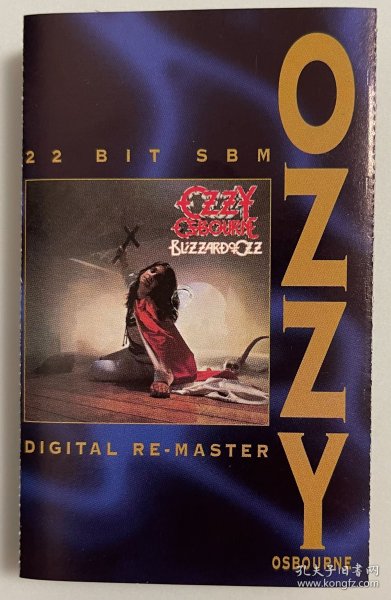 OZZY
22 BIT SBM
OZZY
OSBOURNE
BLIZZARD OF OZZ
DIGITAL RE-MASTER
OSBOURNE
孔夫子旧书网
www.kongfz.com